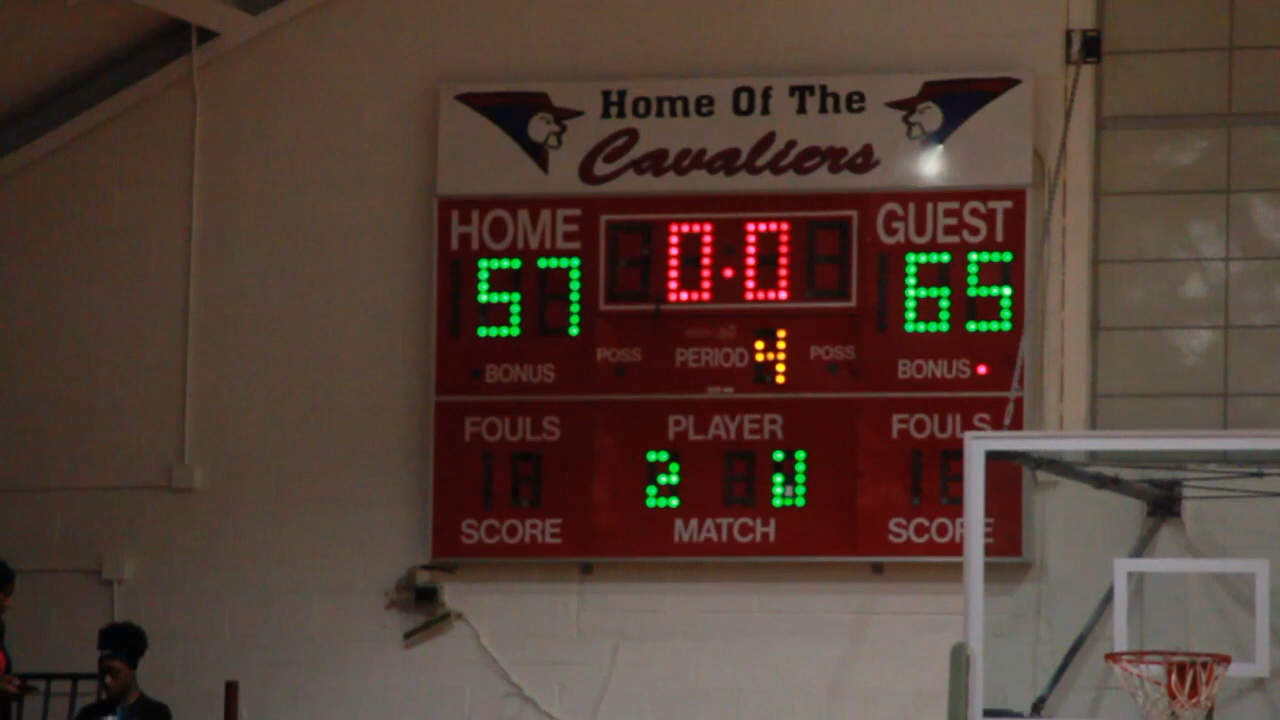 Home Of The
Cavaliers
HOME 0.0 GUEST
57 65
POSS PERIOD 4 POSS
BONUS BONUS
FOULS PLAYER FOULS
2
SCORE MATCH SCORE